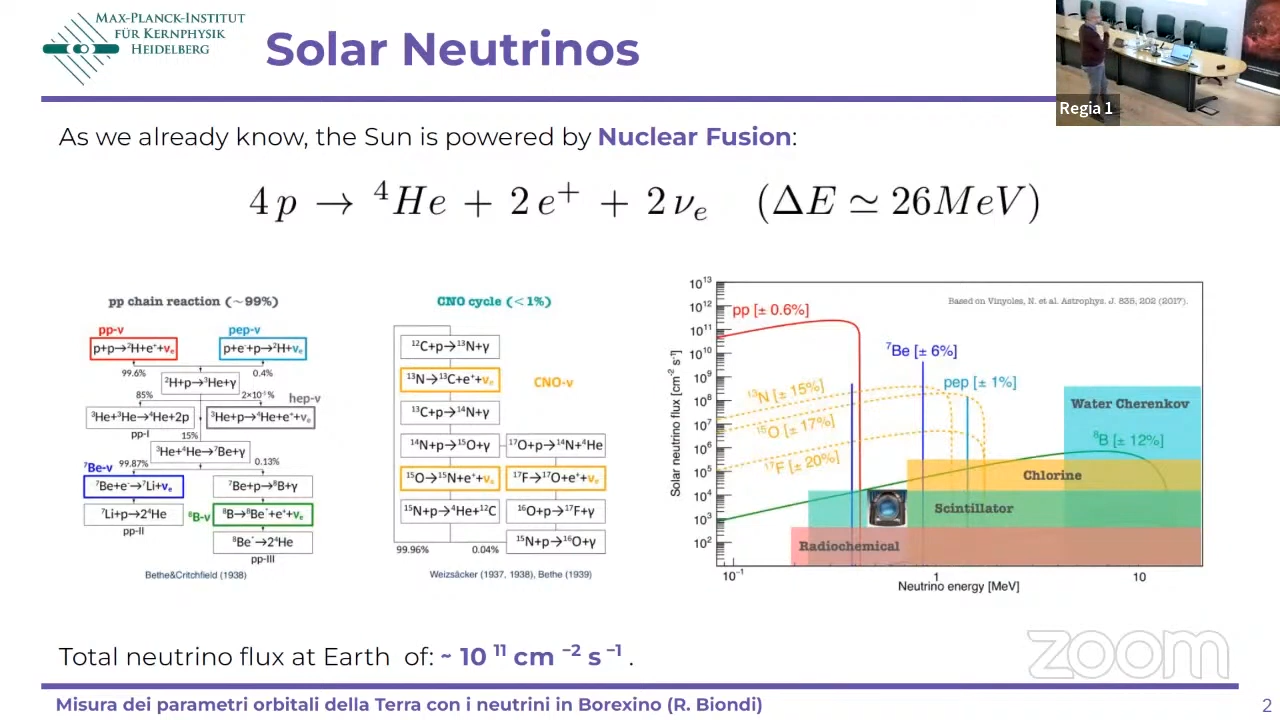 MAX-PLANCK-INSTITUT
FÜR KERNPHYSIK
HEIDELBERG
Solar Neutrinos
Regia 1
As we already know, the Sun is powered by Nuclear Fusion:
4 p → ⁴He + 2 e⁺ + 2 νₑ (ΔE ≃ 26MeV)
pp chain reaction (~99%)
pp-ν
pep-ν
p+p→²H+e⁺+νₑ
p+e⁻+p→²H+νₑ
99.6%
0.4%
²H+p→³He+γ
85%
2×10⁻⁵ %
hep-ν
³He+³He→⁴He+2p
³He+p→⁴He+e⁺+νₑ
pp-I
15%
³He+⁴He→⁷Be+γ
⁷Be-ν
99.87%
0.13%
⁷Be+e⁻→⁷Li+νₑ
⁷Be+p→⁸B+γ
⁷Li+p→2⁴He
⁸B-ν
⁸B→⁸Be*+e⁺+νₑ
pp-II
⁸Be*→2⁴He
pp-III
Bethe&Critchfield (1938)
CNO cycle (<1%)
¹²C+p→¹³N+γ
¹³N→¹³C+e⁺+νₑ
CNO-ν
¹³C+p→¹⁴N+γ
¹⁴N+p→¹⁵O+γ
¹⁷O+p→¹⁴N+⁴He
¹⁵O→¹⁵N+e⁺+νₑ
¹⁷F→¹⁷O+e⁺+νₑ
¹⁵N+p→⁴He+¹²C
¹⁶O+p→¹⁷F+γ
¹⁵N+p→¹⁶O+γ
99.96%
0.04%
Weizsäcker (1937, 1938), Bethe (1939)
Based on Vinyoles, N. et al. Astrophys. J. 835, 202 (2017).
Solar neutrino flux [cm⁻² s⁻¹]
10¹³
10¹²
10¹¹
10¹⁰
10⁹
10⁸
10⁷
10⁶
10⁵
10⁴
10³
10²
pp [± 0.6%]
⁷Be [± 6%]
pep [± 1%]
¹³N [± 15%]
¹⁵O [± 17%]
¹⁷F [± 20%]
Water Cherenkov
⁸B [± 12%]
Chlorine
Scintillator
Radiochemical
10⁻¹
1
10
Neutrino energy [MeV]
Total neutrino flux at Earth of: ~ 10 ¹¹ cm ⁻² s ⁻¹ .
zoom
Misura dei parametri orbitali della Terra con i neutrini in Borexino (R. Biondi)
2